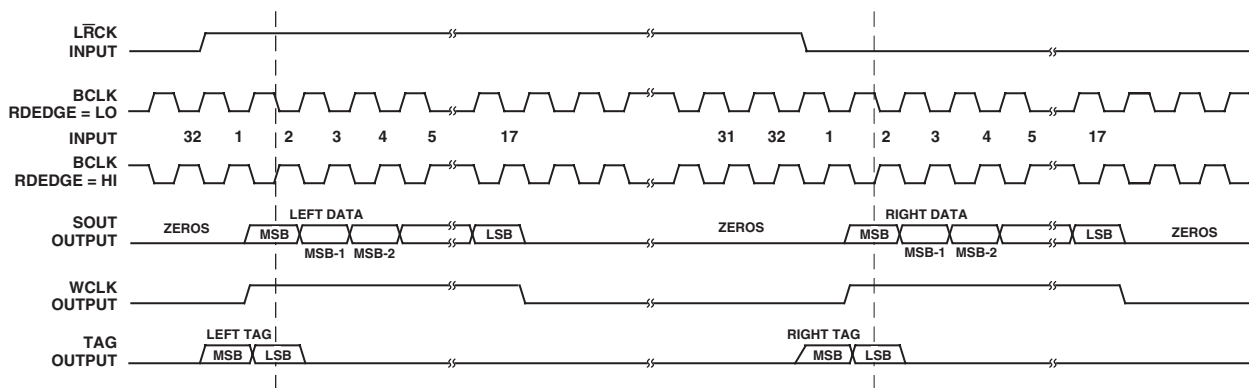 LR̅CK
INPUT
BCLK
RDEDGE = LO
INPUT 32 1 2 3 4 5 17 31 32 1 2 3 4 5 17
BCLK
RDEDGE = HI
SOUT
OUTPUT
LEFT DATA RIGHT DATA
ZEROS MSB LSB ZEROS MSB LSB ZEROS
MSB-1 MSB-2 MSB-1 MSB-2
WCLK
OUTPUT
TAG
OUTPUT
LEFT TAG RIGHT TAG
MSB LSB MSB LSB